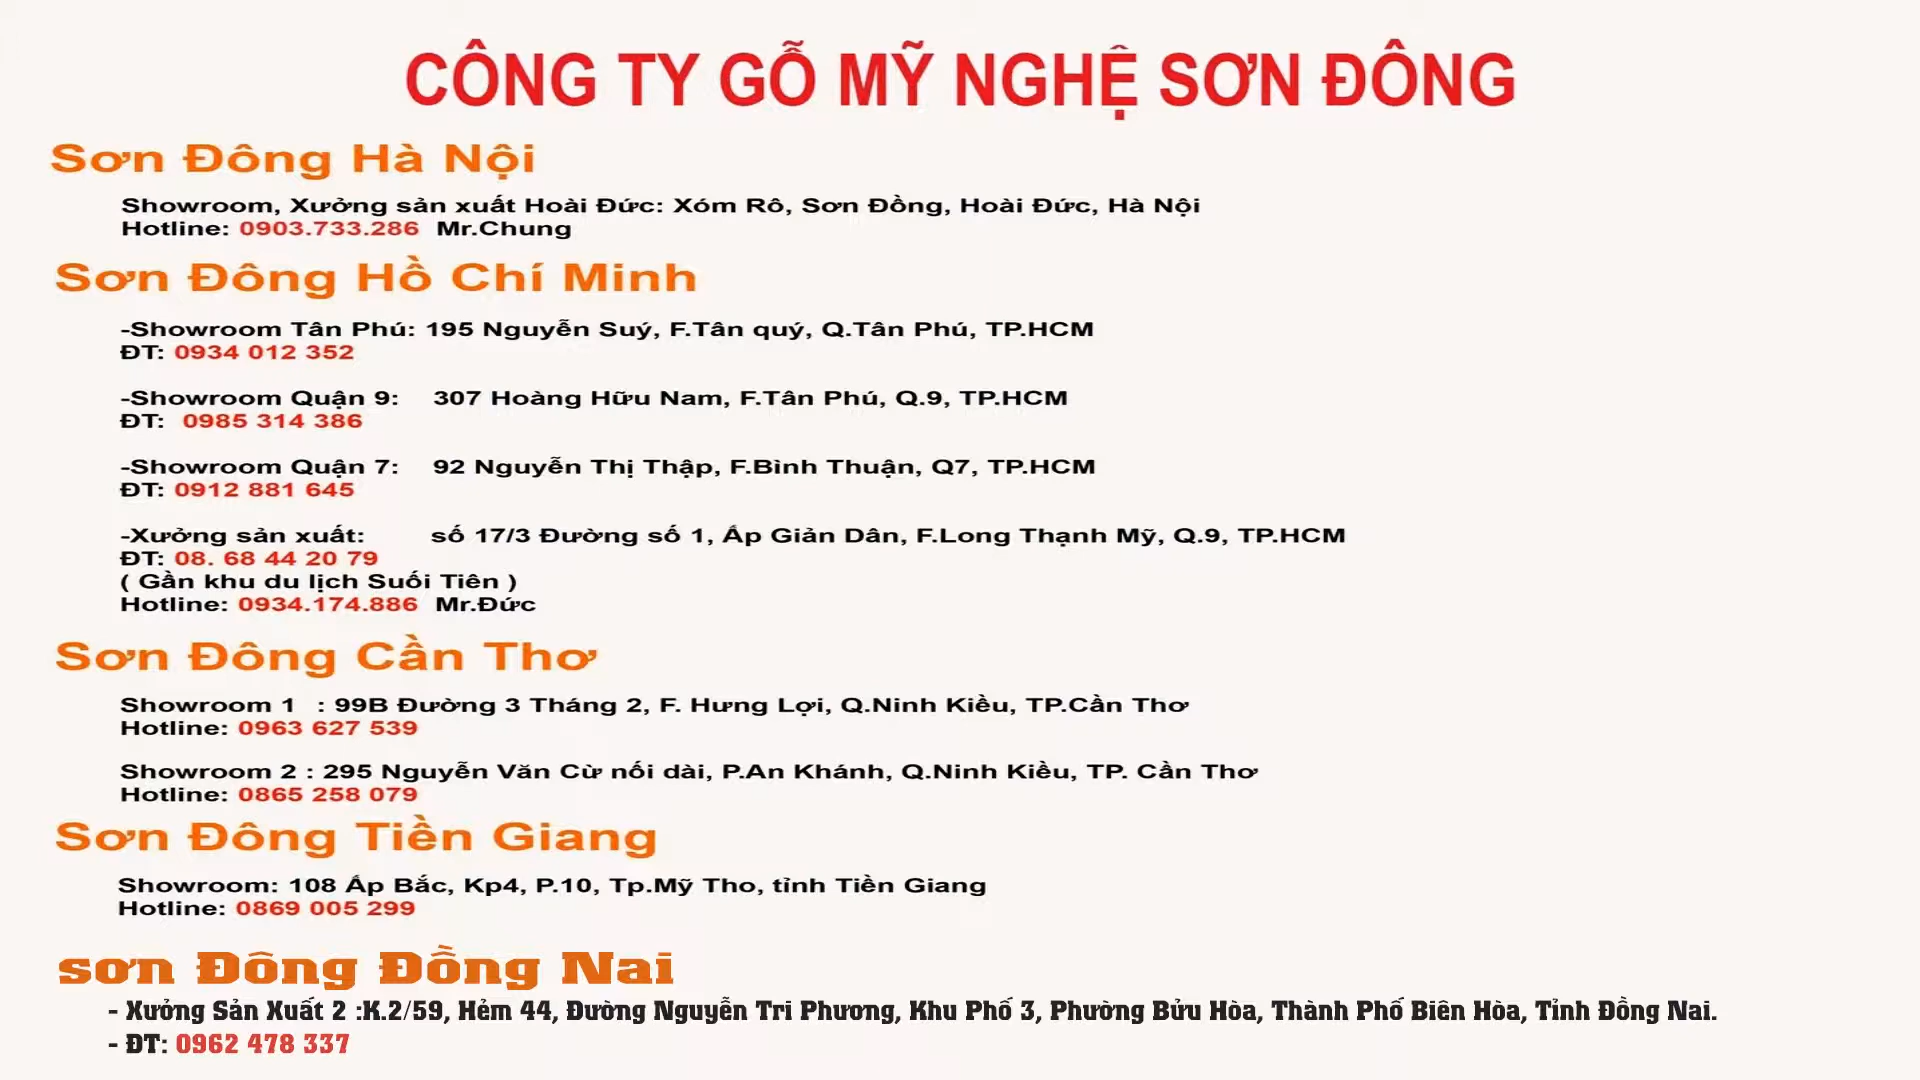 CÔNG TY GỖ MỸ NGHỆ SƠN ĐÔNG
Sơn Đông Hà Nội
Showroom, Xưởng sản xuất Hoài Đức: Xóm Rô, Sơn Đồng, Hoài Đức, Hà Nội
Hotline: 0903.733.286 Mr.Chung
Sơn Đông Hồ Chí Minh
-Showroom Tân Phú: 195 Nguyễn Suý, F.Tân quý, Q.Tân Phú, TP.HCM
ĐT: 0934 012 352
-Showroom Quận 9: 307 Hoàng Hữu Nam, F.Tân Phú, Q.9, TP.HCM
ĐT: 0985 314 386
-Showroom Quận 7: 92 Nguyễn Thị Thập, F.Bình Thuận, Q7, TP.HCM
ĐT: 0912 881 645
-Xưởng sản xuất: số 17/3 Đường số 1, Ấp Giản Dân, F.Long Thạnh Mỹ, Q.9, TP.HCM
ĐT: 08. 68 44 20 79
( Gần khu du lịch Suối Tiên )
Hotline: 0934.174.886 Mr.Đức
Sơn Đông Cần Thơ
Showroom 1 : 99B Đường 3 Tháng 2, F. Hưng Lợi, Q.Ninh Kiều, TP.Cần Thơ
Hotline: 0963 627 539
Showroom 2 : 295 Nguyễn Văn Cừ nối dài, P.An Khánh, Q.Ninh Kiều, TP. Cần Thơ
Hotline: 0865 258 079
Sơn Đông Tiền Giang
Showroom: 108 Ấp Bắc, Kp4, P.10, Tp.Mỹ Tho, tỉnh Tiền Giang
Hotline: 0869 005 299
sơn Đông Đồng Nai
- Xưởng Sản Xuất 2 :K.2/59, Hẻm 44, Đường Nguyễn Tri Phương, Khu Phố 3, Phường Bửu Hòa, Thành Phố Biên Hòa, Tỉnh Đồng Nai.
- ĐT: 0962 478 337